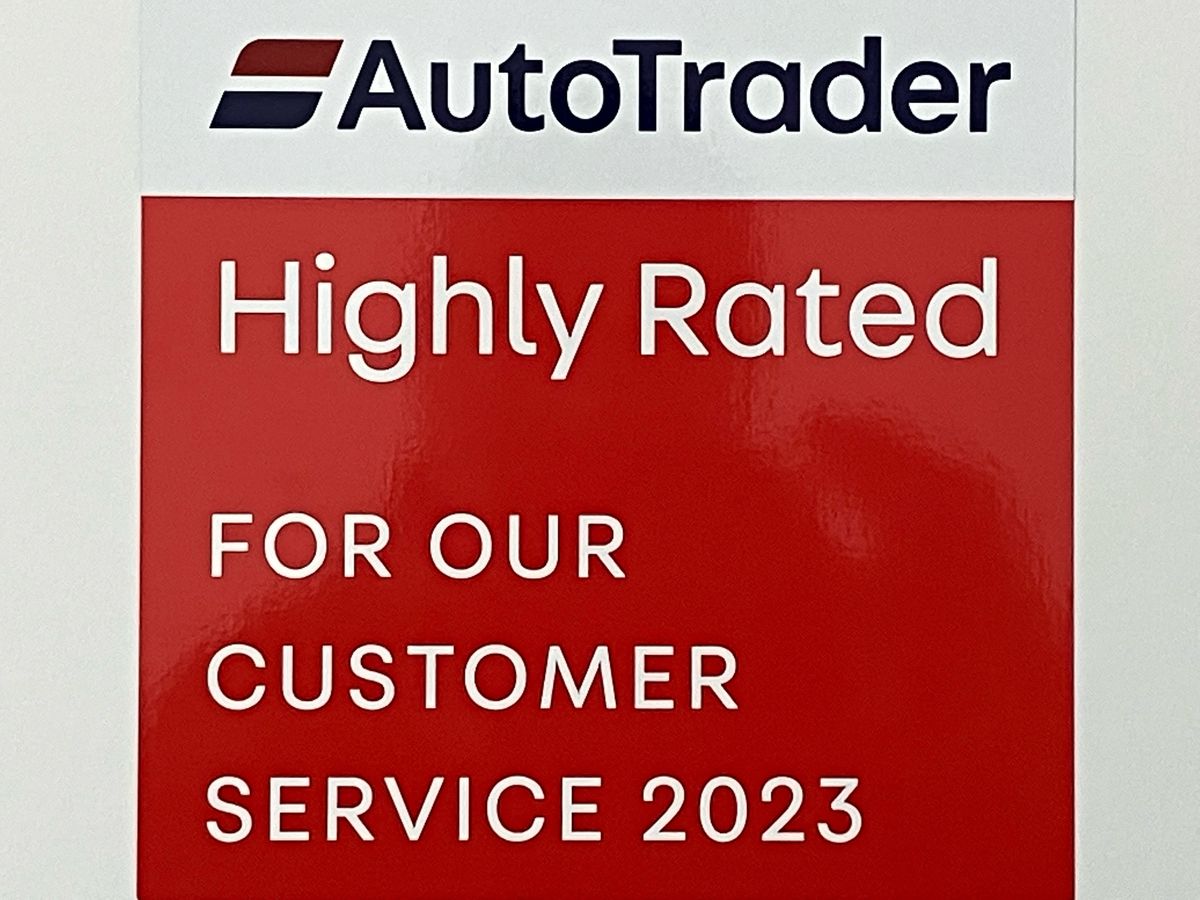 AutoTrader
Highly Rated
FOR OUR
CUSTOMER
SERVICE 2023